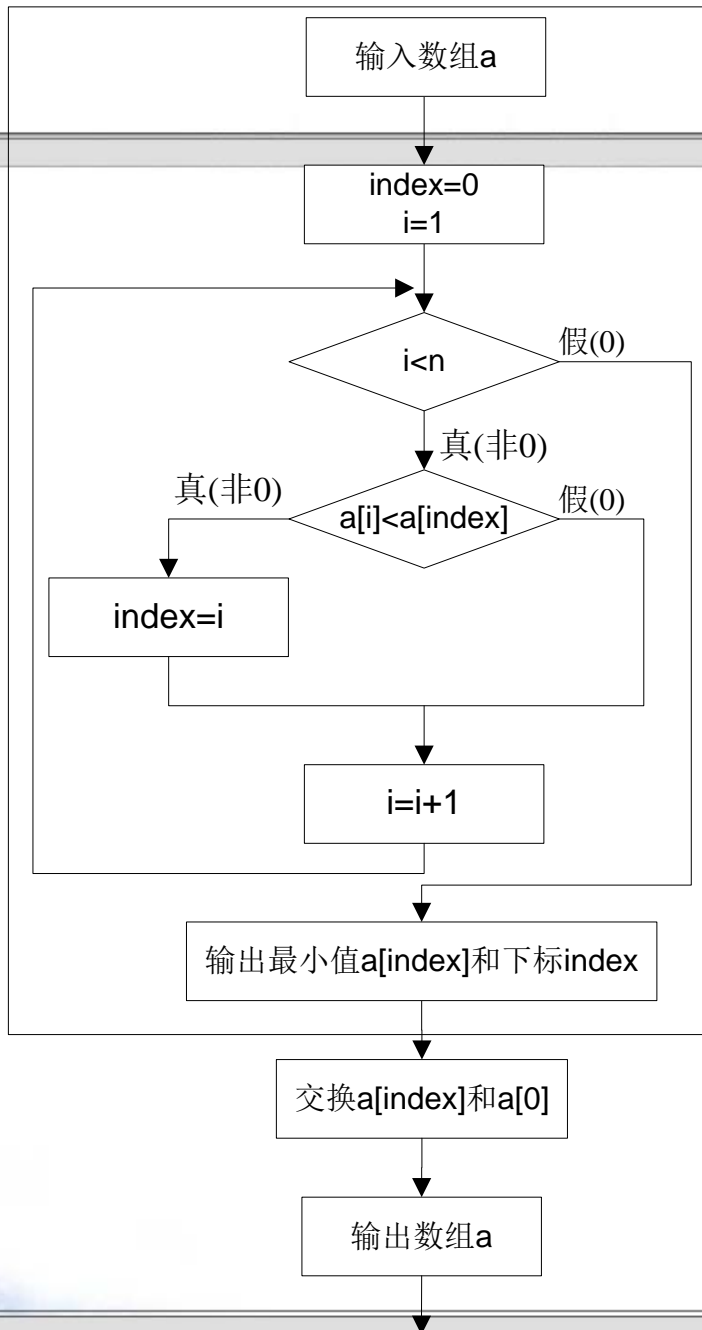 输入数组a
index=0
i=1
i<n
假(0)
真(非0)
真(非0)
a[i]<a[index]
假(0)
index=i
i=i+1
输出最小值a[index]和下标index
交换a[index]和a[0]
输出数组a